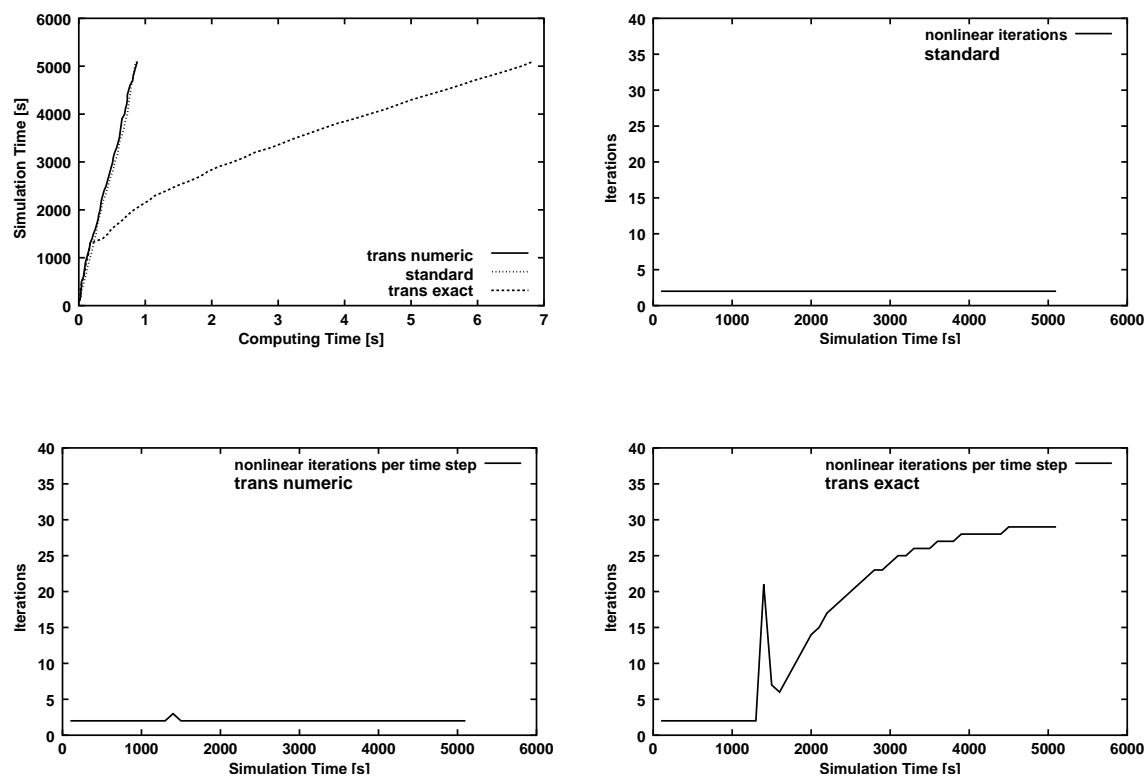 6000
5000
4000
3000
2000
1000
0
Simulation Time [s]
trans numeric
standard
trans exact
0 1 2 3 4 5 6 7
Computing Time [s]
40
35
30
25
20
15
10
5
0
Iterations
nonlinear iterations
standard
0 1000 2000 3000 4000 5000 6000
Simulation Time [s]
40
35
30
25
20
15
10
5
0
Iterations
nonlinear iterations per time step
trans numeric
0 1000 2000 3000 4000 5000 6000
Simulation Time [s]
40
35
30
25
20
15
10
5
0
Iterations
nonlinear iterations per time step
trans exact
0 1000 2000 3000 4000 5000 6000
Simulation Time [s]